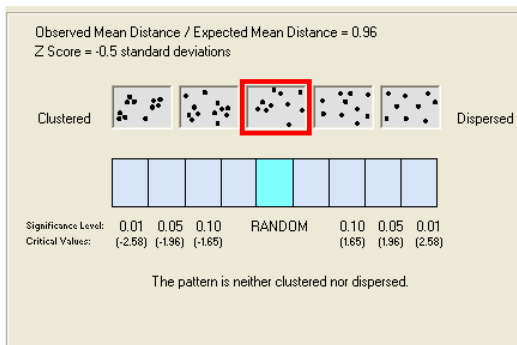 Observed Mean Distance / Expected Mean Distance = 0.96
Z Score = -0.5 standard deviations
Clustered Dispersed
Significance Level: 0.01 0.05 0.10 RANDOM 0.10 0.05 0.01
Critical Values: (-2.58) (-1.96) (-1.65) (1.65) (1.96) (2.58)
The pattern is neither clustered nor dispersed.